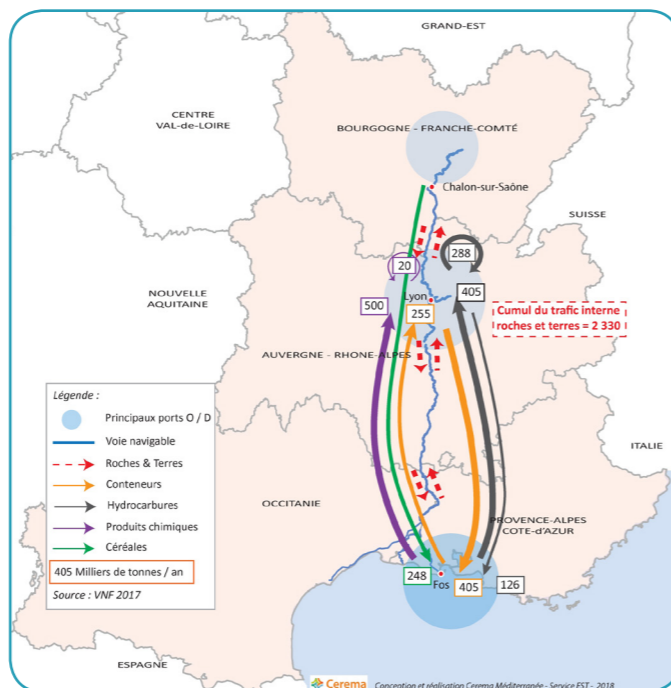 GRAND-EST
CENTRE
VAL-de-LOIRE
BOURGOGNE - FRANCHE-COMTÉ
Chalon-sur-Saône
SUISSE
288
20
NOUVELLE
AQUITAINE
405
500
Lyon
255
Cumul du trafic interne
roches et terres = 2 330
AUVERGNE - RHONE-ALPES
Légende :
Principaux ports O / D
Voie navigable
Roches & Terres
Conteneurs
Hydrocarbures
Produits chimiques
Céréales
405 Milliers de tonnes / an
Source : VNF 2017
ITALIE
OCCITANIE
PROVENCE-ALPES
COTE-d'AZUR
248
Fos
405
126
ESPAGNE
Cerema Conception et réalisation Cerema Méditerranée - Service EST - 2018